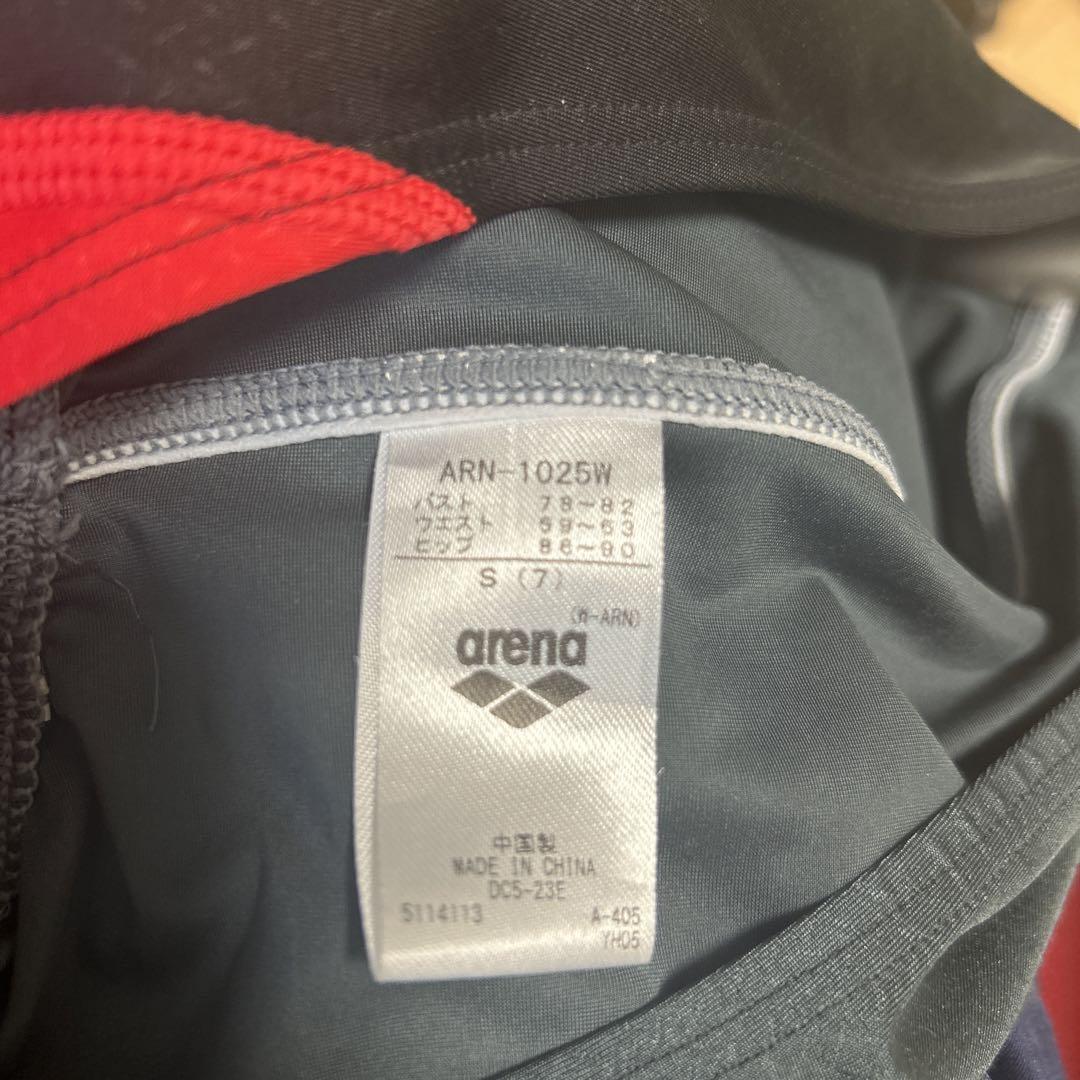 ARN-1025W
バスト 78~82
ウエスト 59~63
ヒップ 86~90
S (7)
(n-ARN)
arena
中国製
MADE IN CHINA
DC5-23E
5114113 A-405
YH05